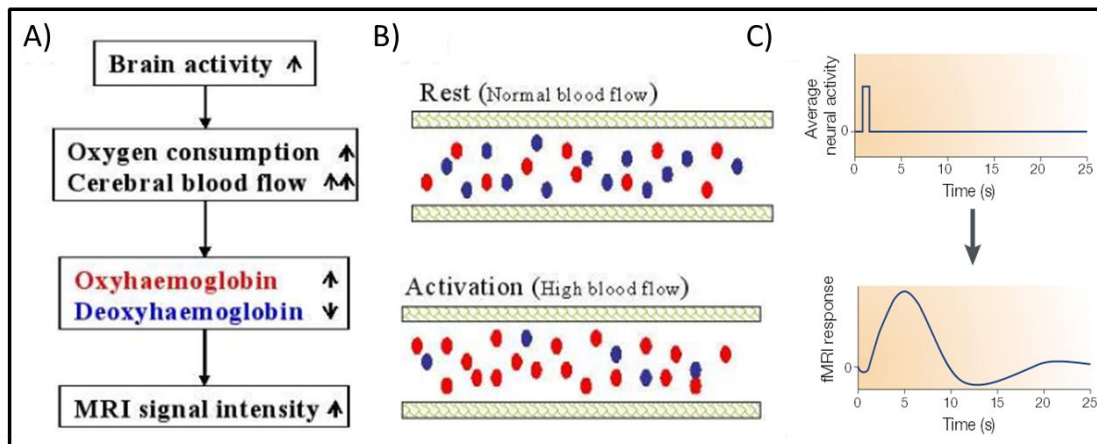 A)
Brain activity ↑
Oxygen consumption ↑
Cerebral blood flow ↑↑
Oxyhaemoglobin ↑
Deoxyhaemoglobin ↓
MRI signal intensity ↑
B)
Rest (Normal blood flow)
Activation (High blood flow)
C)
Average
neural activity
0
0 5 10 15 20 25
Time (s)
fMRI response
0
0 5 10 15 20 25
Time (s)